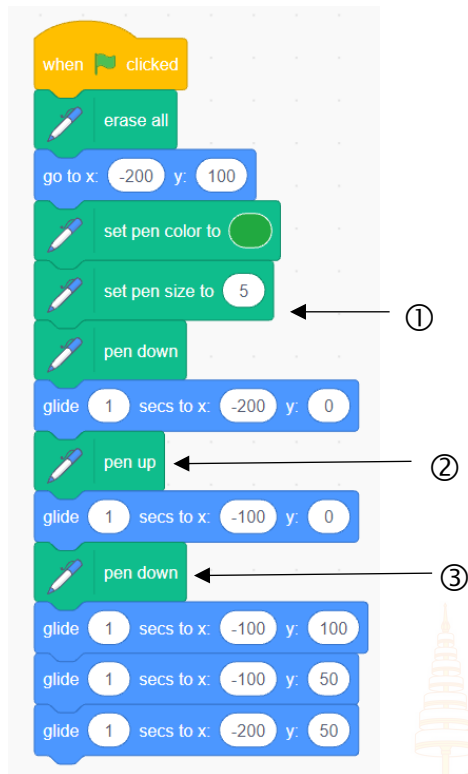 when clicked
erase all
go to x: -200 y: 100
set pen color to
set pen size to 5
①
pen down
glide 1 secs to x: -200 y: 0
pen up
②
glide 1 secs to x: -100 y: 0
pen down
③
glide 1 secs to x: -100 y: 100
glide 1 secs to x: -100 y: 50
glide 1 secs to x: -200 y: 50